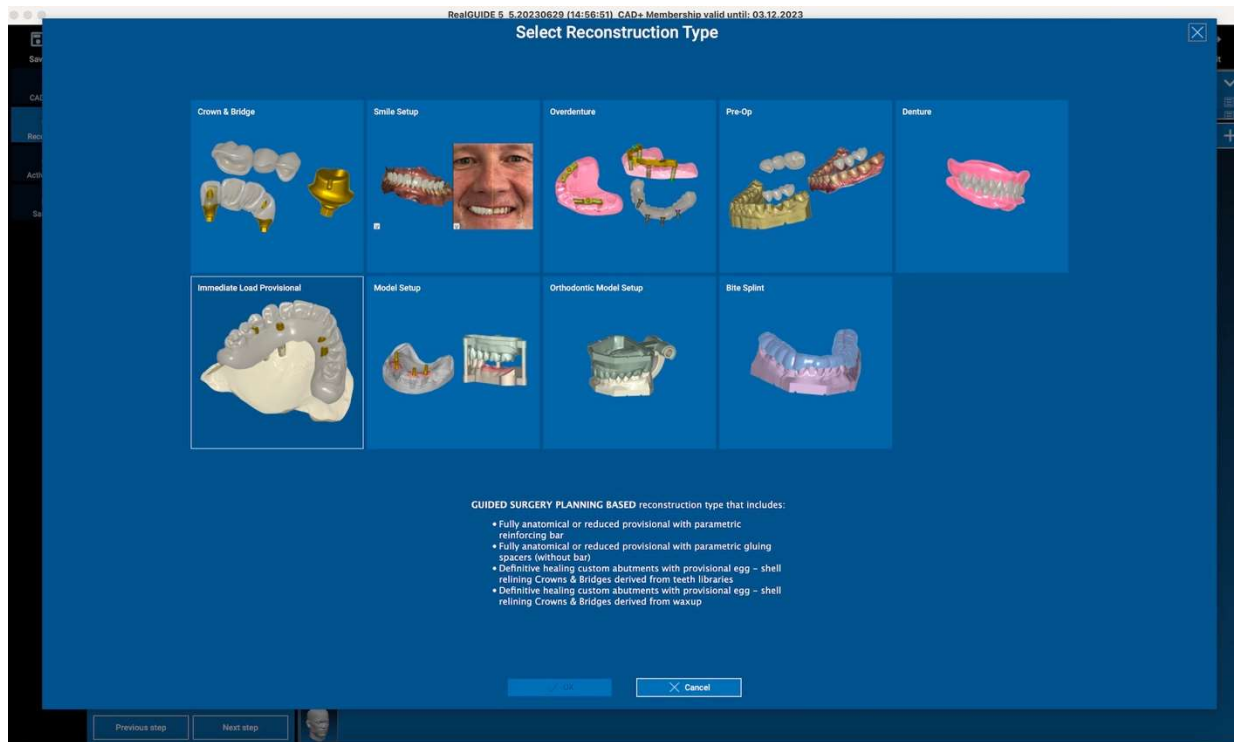 RealGUIDE 5 5.20230629 (14:56:51) CAD+ Membership valid until: 03.12.2023
Select Reconstruction Type
Crown & Bridge
Smile Setup
Overdenture
Pre-Op
Denture
Immediate Load Provisional
Model Setup
Orthodontic Model Setup
Bite Splint
GUIDED SURGERY PLANNING BASED reconstruction type that includes:
• Fully anatomical or reduced provisional with parametric
reinforcing bar
• Fully anatomical or reduced provisional with parametric gluing
spacers (without bar)
• Definitive healing custom abutments with provisional egg - shell
relining Crowns & Bridges derived from teeth libraries
• Definitive healing custom abutments with provisional egg - shell
relining Crowns & Bridges derived from waxup
Cancel
Previous step
Next step